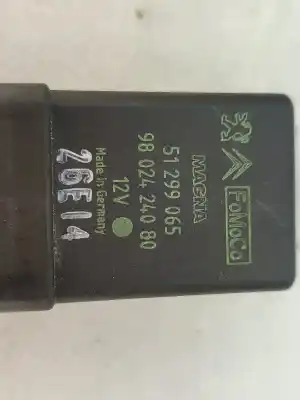 FoMoCo
MAGNA
51 299 065
98 024 240 80
12V
Made in Germany
26E14